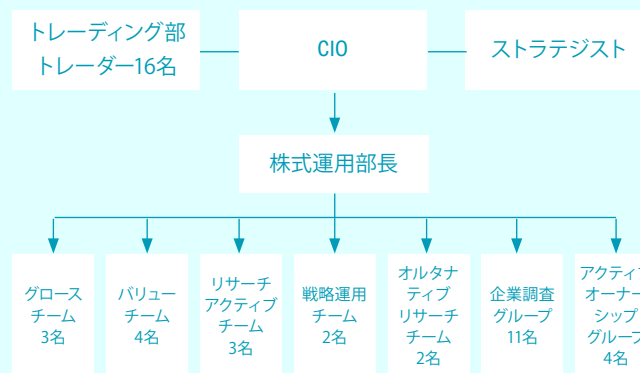 トレーディング部
トレーダー16名
CIO
ストラテジスト
株式運用部長
グロース
チーム
3名
バリュー
チーム
4名
リサーチ
アクティブ
チーム
3名
戦略運用
チーム
2名
オルタナ
ティブ
リサーチ
チーム
2名
企業調査
グループ
11名
アクティブ
オーナー
シップ
グループ
4名